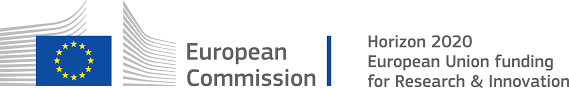 European
Commission
Horizon 2020
European Union funding
for Research & Innovation